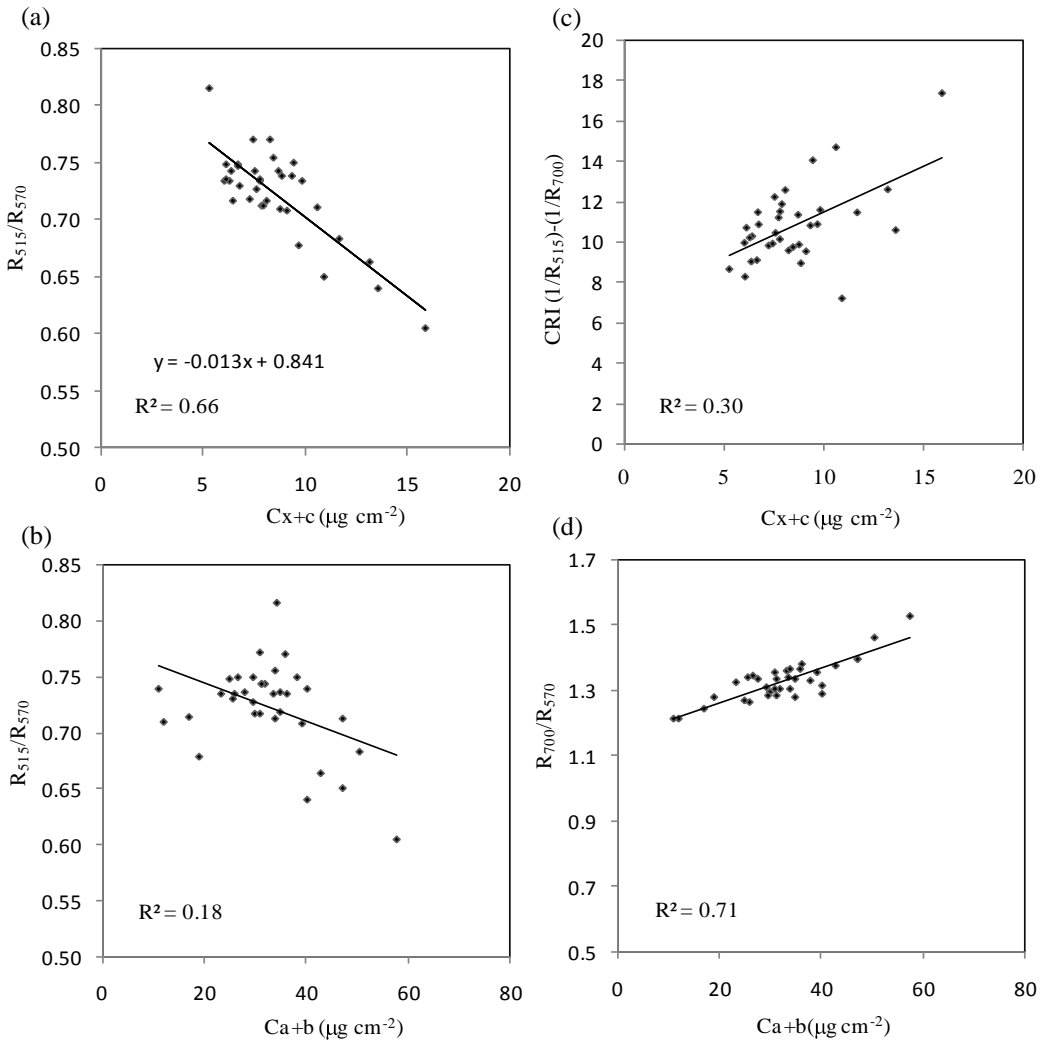 (a)
0.85
0.80
0.75
0.70
0.65
0.60
0.55
0.50
R515/R570
y = -0.013x + 0.841
R² = 0.66
0 5 10 15 20
Cx+c (μg cm-2)
(c)
20
18
16
14
12
10
8
6
4
2
0
CRI (1/R515)-(1/R700)
R² = 0.30
0 5 10 15 20
Cx+c (μg cm-2)
(b)
0.85
0.80
0.75
0.70
0.65
0.60
0.55
0.50
R515/R570
R² = 0.18
0 20 40 60 80
Ca+b (μg cm-2)
(d)
1.7
1.5
1.3
1.1
0.9
0.7
0.5
R700/R570
R² = 0.71
0 20 40 60 80
Ca+b(μg cm-2)